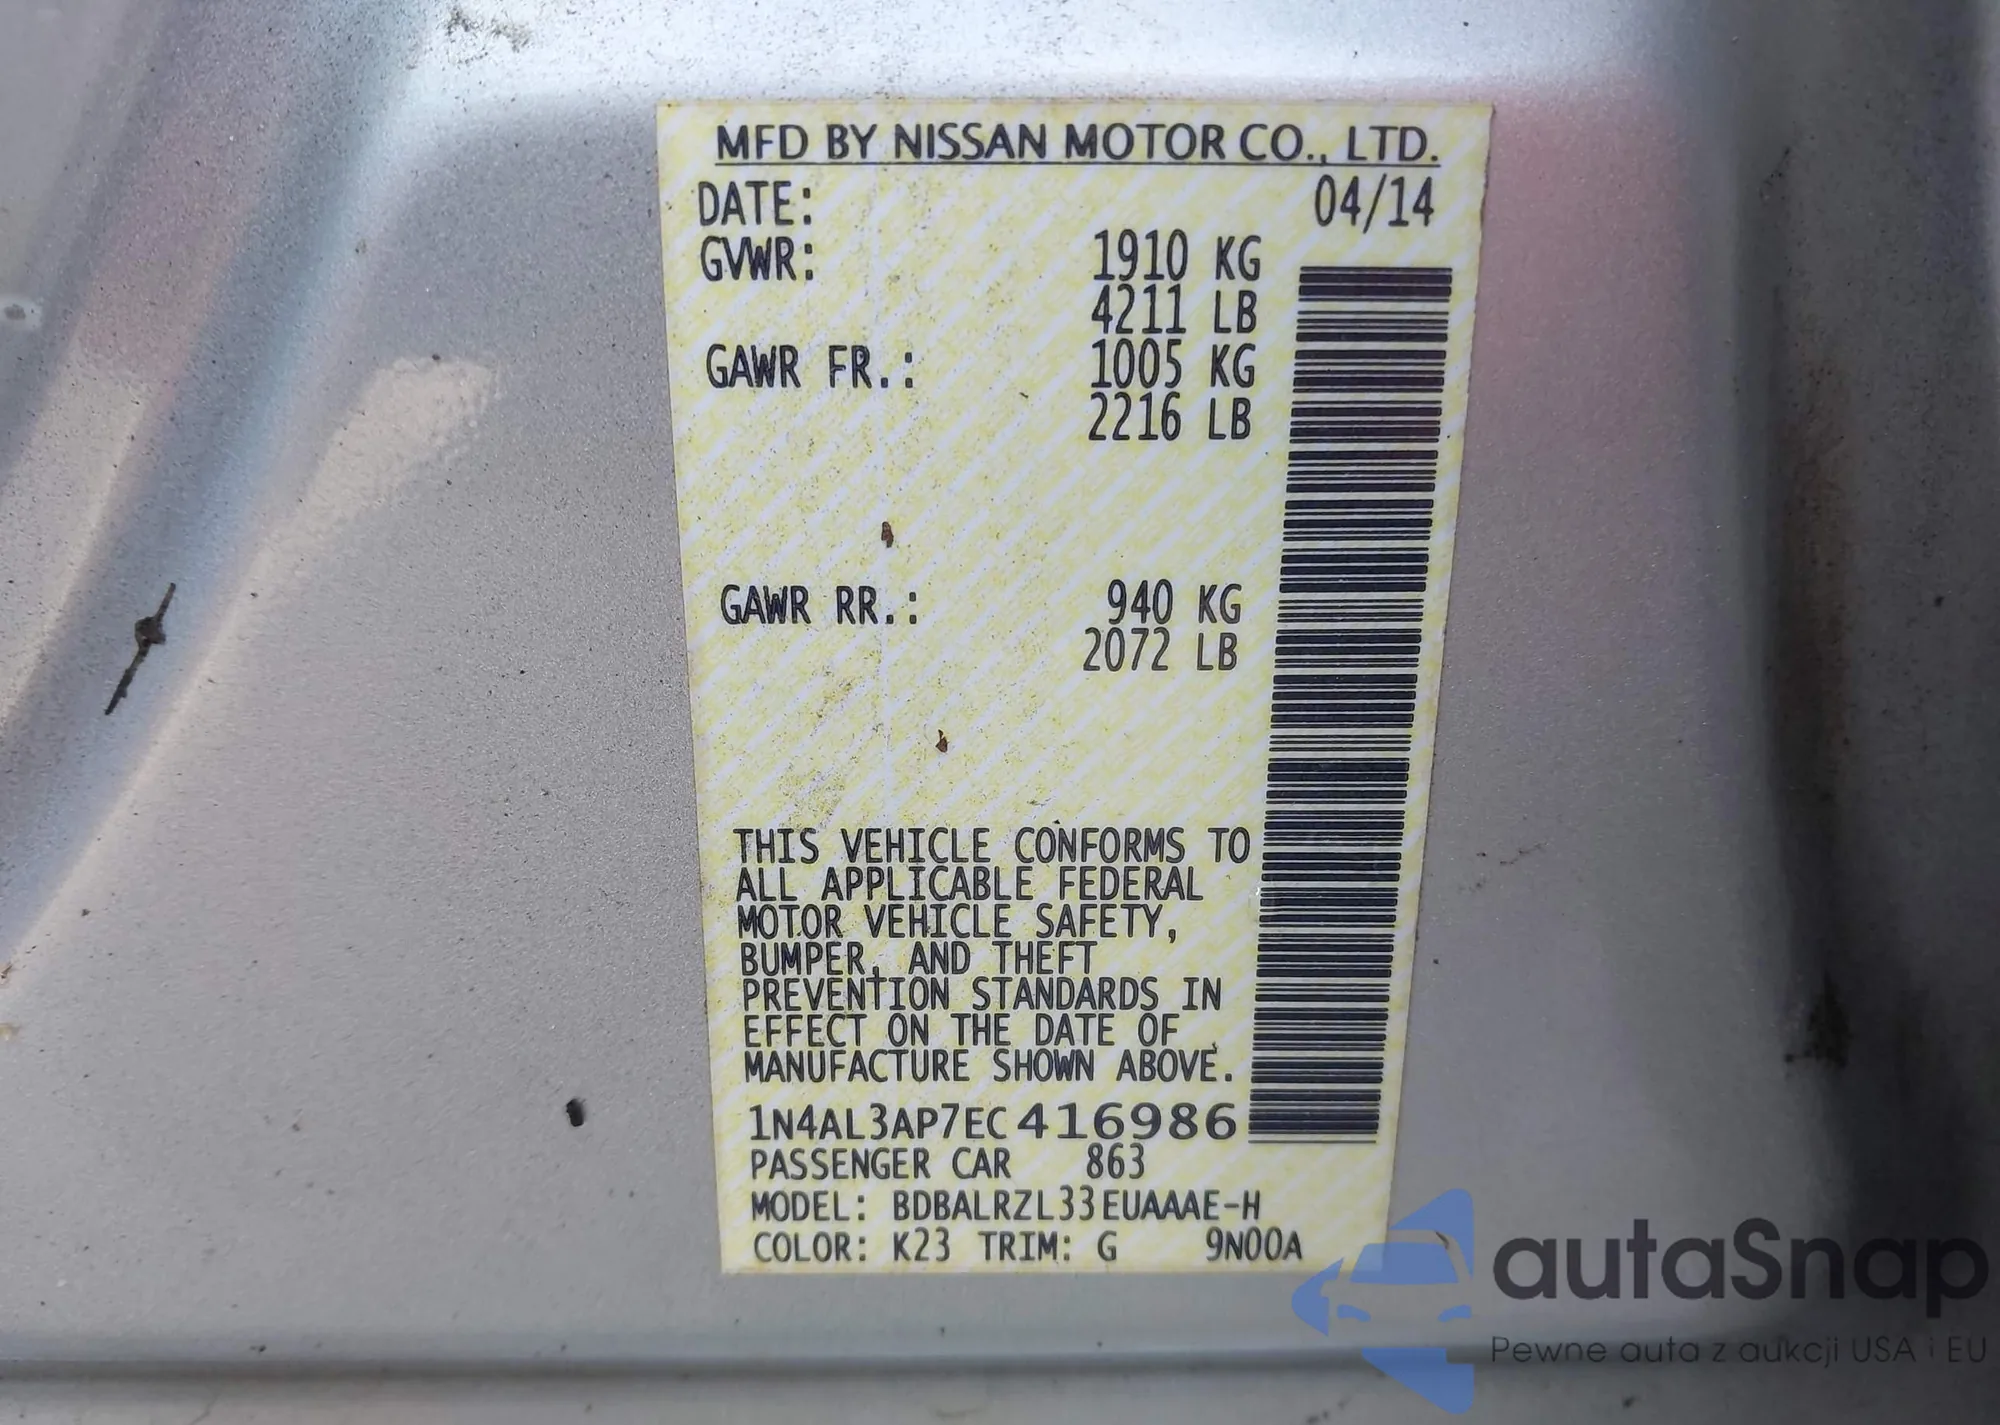 MFD BY NISSAN MOTOR CO., LTD.
DATE: 04/14
GVWR: 1910 KG
4211 LB
GAWR FR.: 1005 KG
2216 LB
GAWR RR.: 940 KG
2072 LB
THIS VEHICLE CONFORMS TO
ALL APPLICABLE FEDERAL
MOTOR VEHICLE SAFETY,
BUMPER, AND THEFT
PREVENTION STANDARDS IN
EFFECT ON THE DATE OF
MANUFACTURE SHOWN ABOVE.
1N4AL3AP7EC416986
PASSENGER CAR 863
MODEL: BDBALRZL33EUAAAE-H
COLOR: K23 TRIM: G 9N00A
autaSnap
Pewne auta z aukcji USA i EU